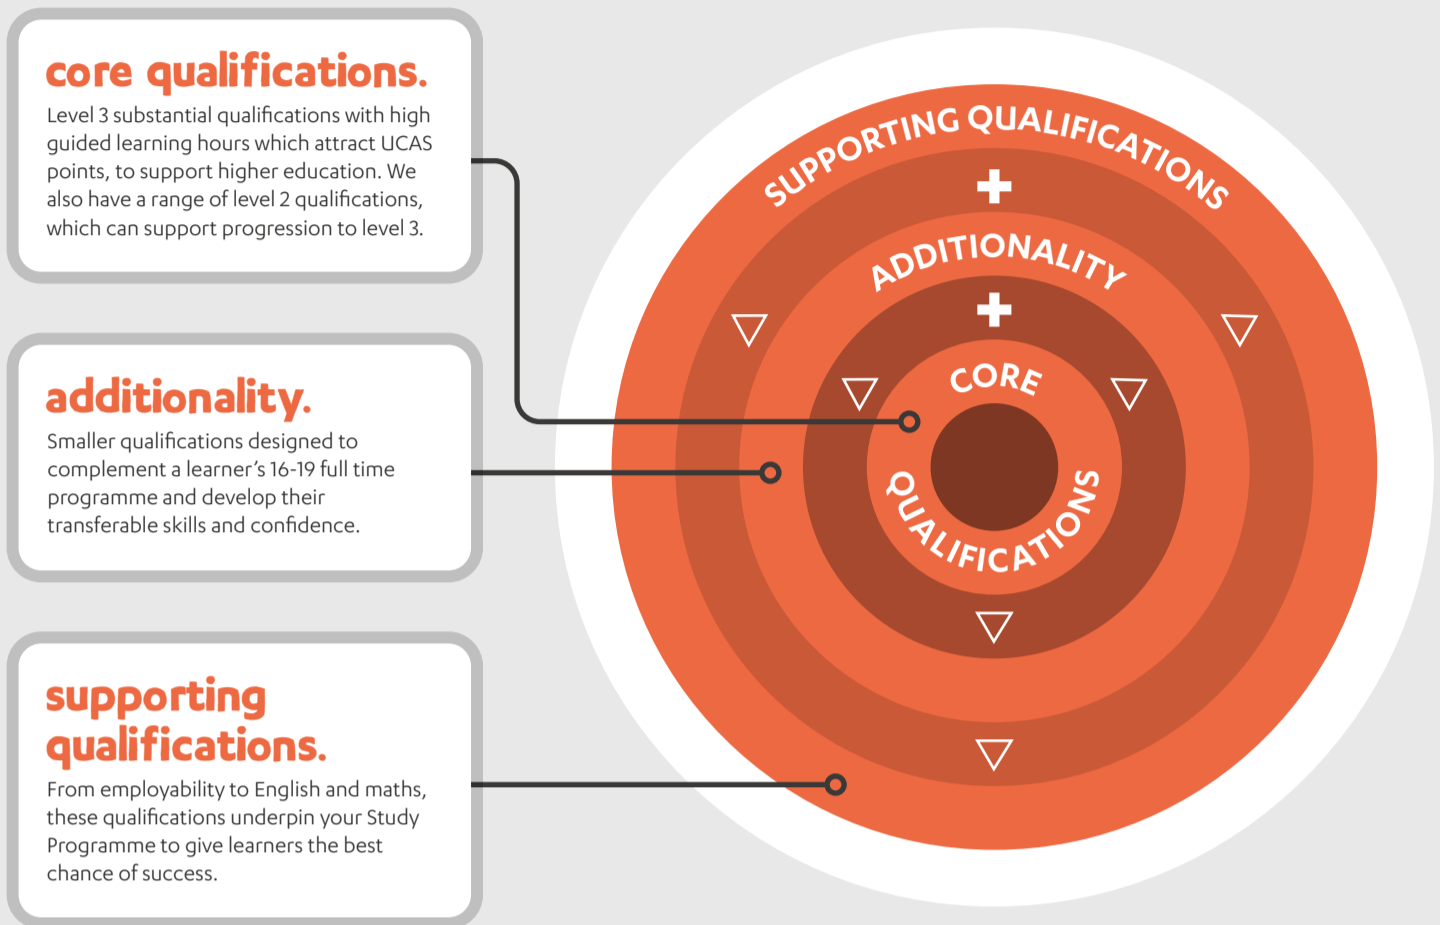 core qualifications.
Level 3 substantial qualifications with high
guided learning hours which attract UCAS
points, to support higher education. We
also have a range of level 2 qualifications,
which can support progression to level 3.
additionality.
Smaller qualifications designed to
complement a learner's 16-19 full time
programme and develop their
transferable skills and confidence.
supporting
qualifications.
From employability to English and maths,
these qualifications underpin your Study
Programme to give learners the best
chance of success.
SUPPORTING QUALIFICATIONS
ADDITIONALITY
CORE
QUALIFICATIONS